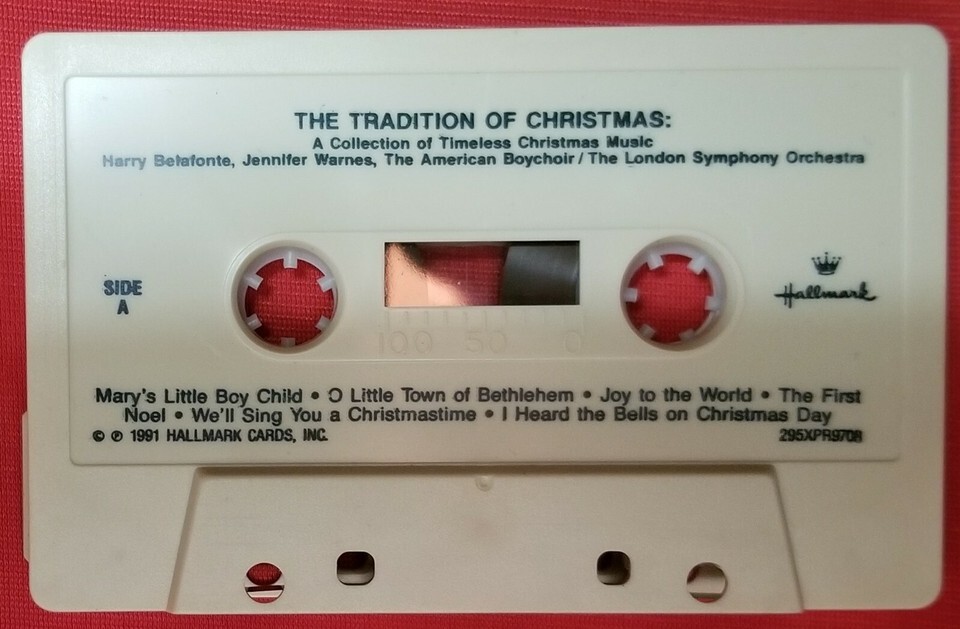 THE TRADITION OF CHRISTMAS:
A Collection of Timeless Christmas Music
Harry Belafonte, Jennifer Warnes, The American Boychoir / The London Symphony Orchestra
SIDE
A
Hallmark
100 50 0
Mary's Little Boy Child • O Little Town of Bethlehem • Joy to the World • The First
Noel • We'll Sing You a Christmastime • I Heard the Bells on Christmas Day
© ℗ 1991 HALLMARK CARDS, INC. 295XPR9708